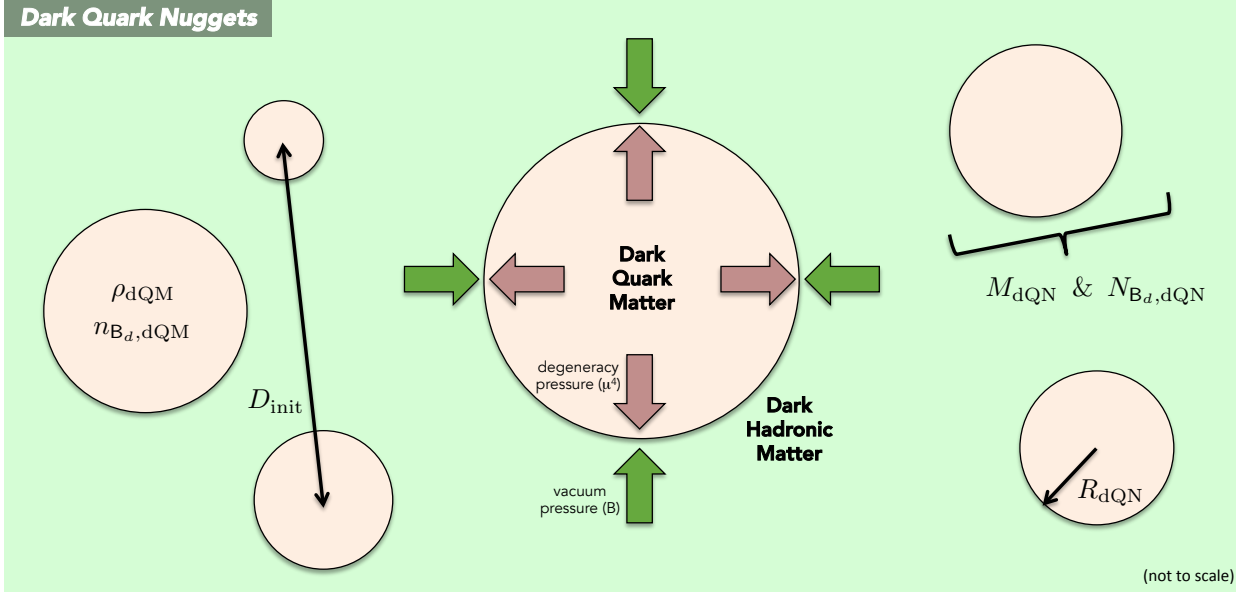 Dark Quark Nuggets
ρdQM
nBd,dQM
Dinit
Dark
Quark
Matter
degeneracy
pressure (μ⁴)
vacuum
pressure (B)
Dark
Hadronic
Matter
MdQN & NBd,dQN
RdQN
(not to scale)